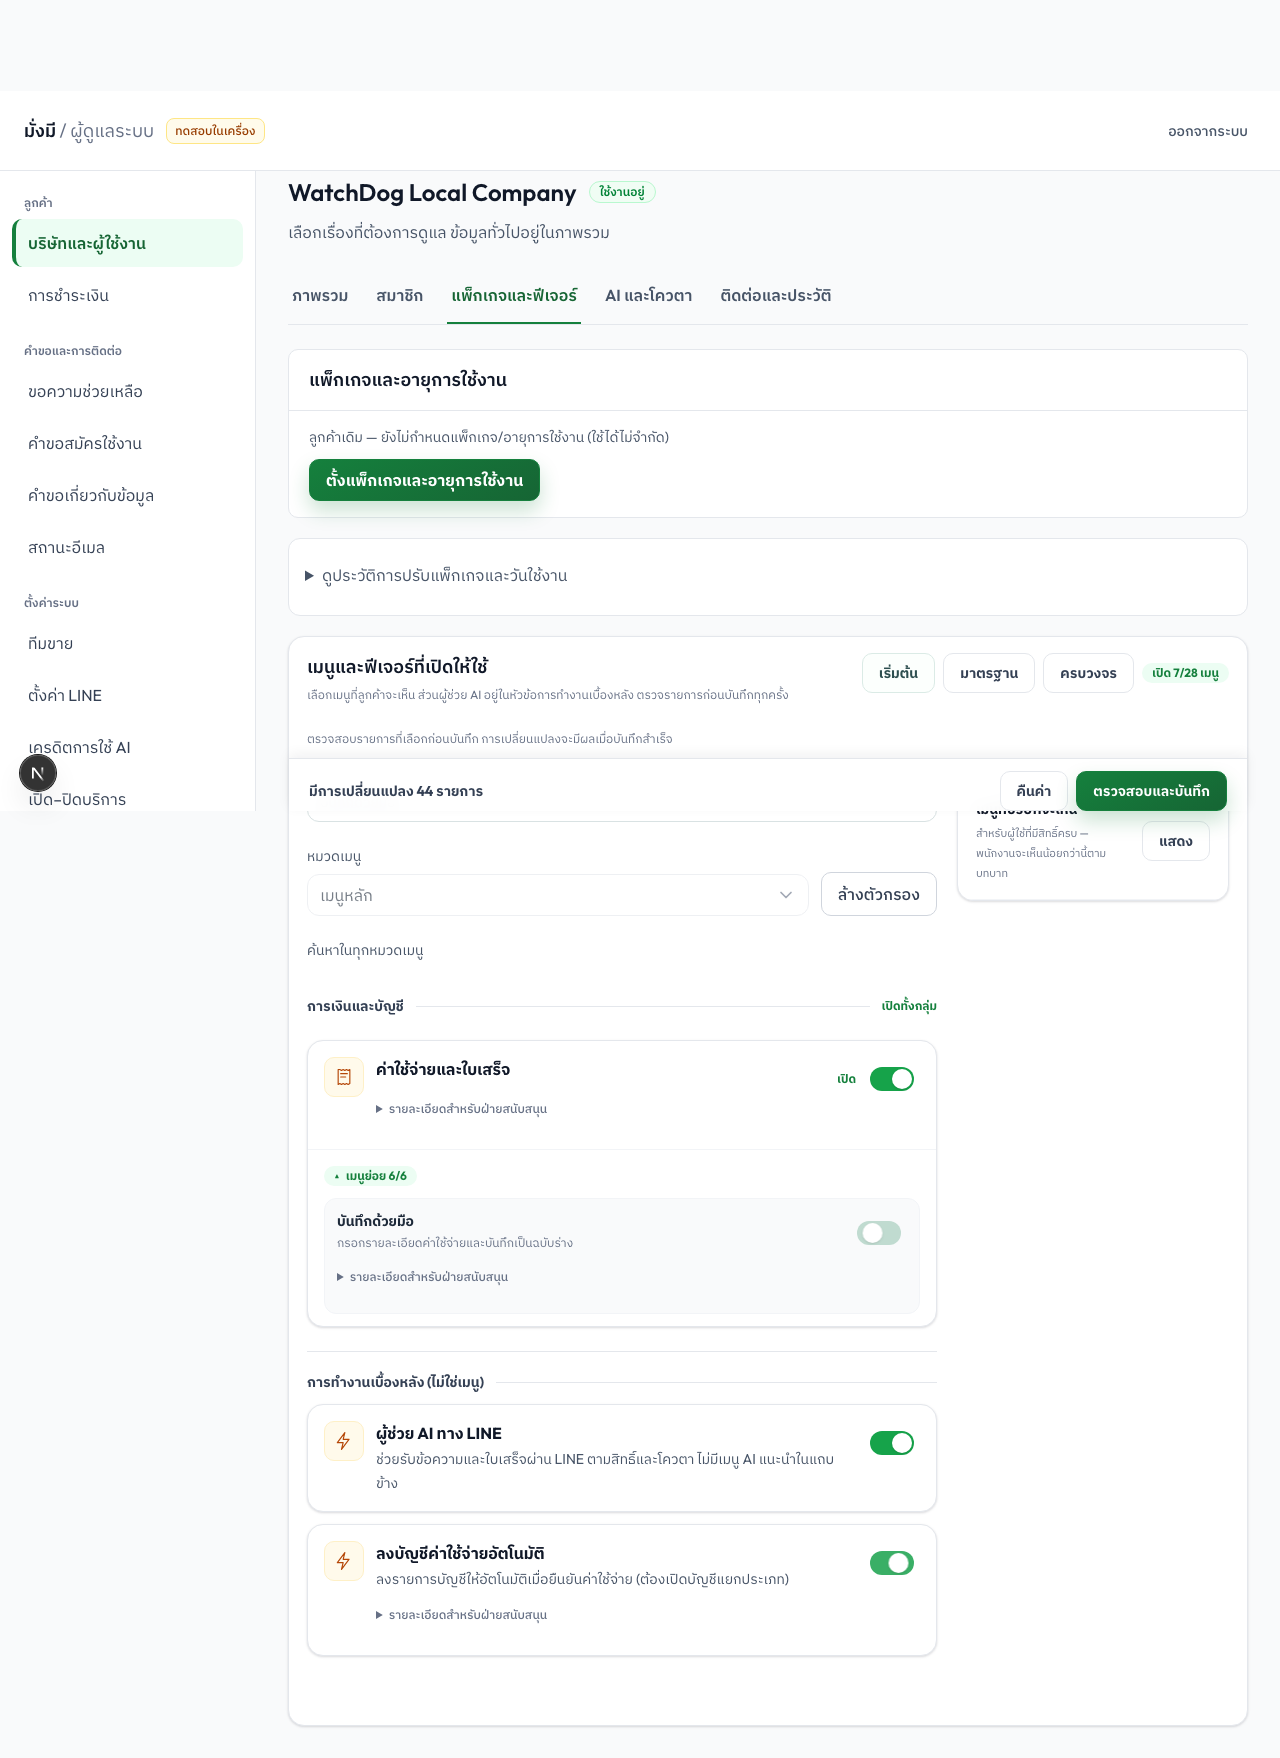 มั่งมี / ผู้ดูแลระบบ ทดสอบในเครื่อง
ออกจากระบบ
ลูกค้า
บริษัทและผู้ใช้งาน
การชำระเงิน
คำขอและการติดต่อ
ขอความช่วยเหลือ
คำขอสมัครใช้งาน
คำขอเกี่ยวกับข้อมูล
สถานะอีเมล
ตั้งค่าระบบ
ทีมขาย
ตั้งค่า LINE
เครดิตการใช้ AI
N
เปิด-ปิดบริการ
WatchDog Local Company ใช้งานอยู่
เลือกเรื่องที่ต้องการดูแล ข้อมูลทั่วไปอยู่ในภาพรวม
ภาพรวม สมาชิก แพ็กเกจและฟีเจอร์ AI และโควตา ติดต่อและประวัติ
แพ็กเกจและอายุการใช้งาน
ลูกค้าเดิม — ยังไม่กำหนดแพ็กเกจ/อายุการใช้งาน (ใช้ได้ไม่จำกัด)
ตั้งแพ็กเกจและอายุการใช้งาน
ดูประวัติการปรับแพ็กเกจและวันใช้งาน
เมนูและฟีเจอร์ที่เปิดให้ใช้
เริ่มต้น มาตรฐาน ครบวงจร เปิด 7/28 เมนู
เลือกเมนูที่ลูกค้าจะเห็น ส่วนผู้ช่วย AI อยู่ในหัวข้อการทำงานเบื้องหลัง ตรวจรายการก่อนบันทึกทุกครั้ง
ตรวจสอบรายการที่เลือกก่อนบันทึก การเปลี่ยนแปลงจะมีผลเมื่อบันทึกสำเร็จ
มีการเปลี่ยนแปลง 44 รายการ
คืนค่า ตรวจสอบและบันทึก
สำหรับผู้ใช้ที่มีสิทธิ์ครบ —
พนักงานจะเห็นน้อยกว่านี้ตาม
บทบาท
แสดง
หมวดเมนู
เมนูหลัก
ล้างตัวกรอง
ค้นหาในทุกหมวดเมนู
การเงินและบัญชี เปิดทั้งกลุ่ม
ค่าใช้จ่ายและใบเสร็จ
เปิด
รายละเอียดสำหรับฝ่ายสนับสนุน
เมนูย่อย 6/6
บันทึกด้วยมือ
กรอกรายละเอียดค่าใช้จ่ายและบันทึกเป็นฉบับร่าง
รายละเอียดสำหรับฝ่ายสนับสนุน
การทำงานเบื้องหลัง (ไม่ใช่เมนู)
ผู้ช่วย AI ทาง LINE
ช่วยรับข้อความและใบเสร็จผ่าน LINE ตามสิทธิ์และโควตา ไม่มีเมนู AI แนะนำในแถบ
ข้าง
ลงบัญชีค่าใช้จ่ายอัตโนมัติ
ลงรายการบัญชีให้อัตโนมัติเมื่อยืนยันค่าใช้จ่าย (ต้องเปิดบัญชีแยกประเภท)
รายละเอียดสำหรับฝ่ายสนับสนุน